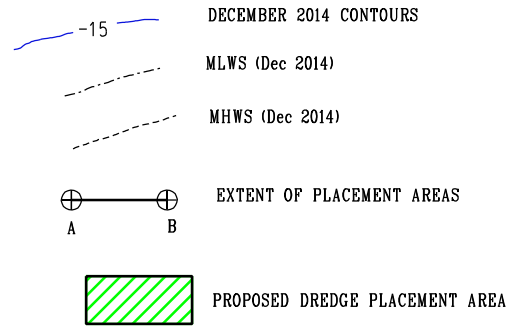 -15 DECEMBER 2014 CONTOURS
MLWS (Dec 2014)
MHWS (Dec 2014)
EXTENT OF PLACEMENT AREAS
A B
PROPOSED DREDGE PLACEMENT AREA